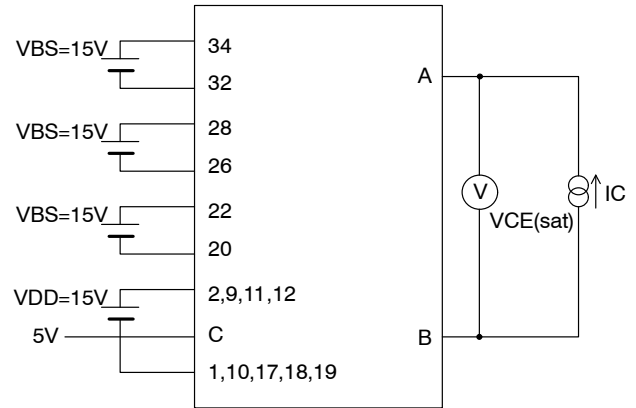 VBS=15V
34
32
A
VBS=15V
28
26
V
IC
VCE(sat)
VBS=15V
22
20
VDD=15V
2,9,11,12
5V
C
B
1,10,17,18,19